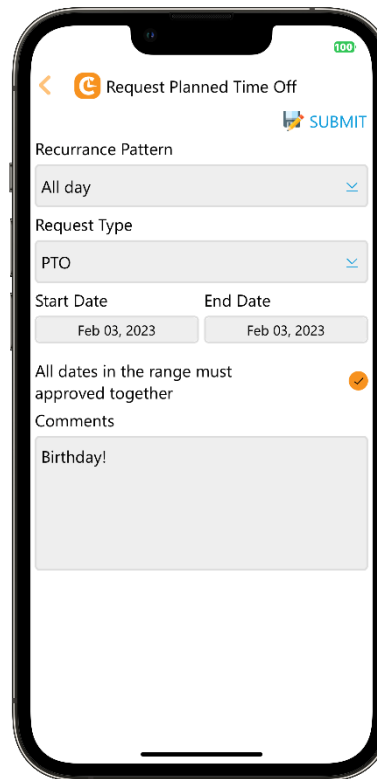 100
Request Planned Time Off
SUBMIT
Recurrance Pattern
All day
Request Type
PTO
Start Date End Date
Feb 03, 2023 Feb 03, 2023
All dates in the range must
approved together
Comments
Birthday!